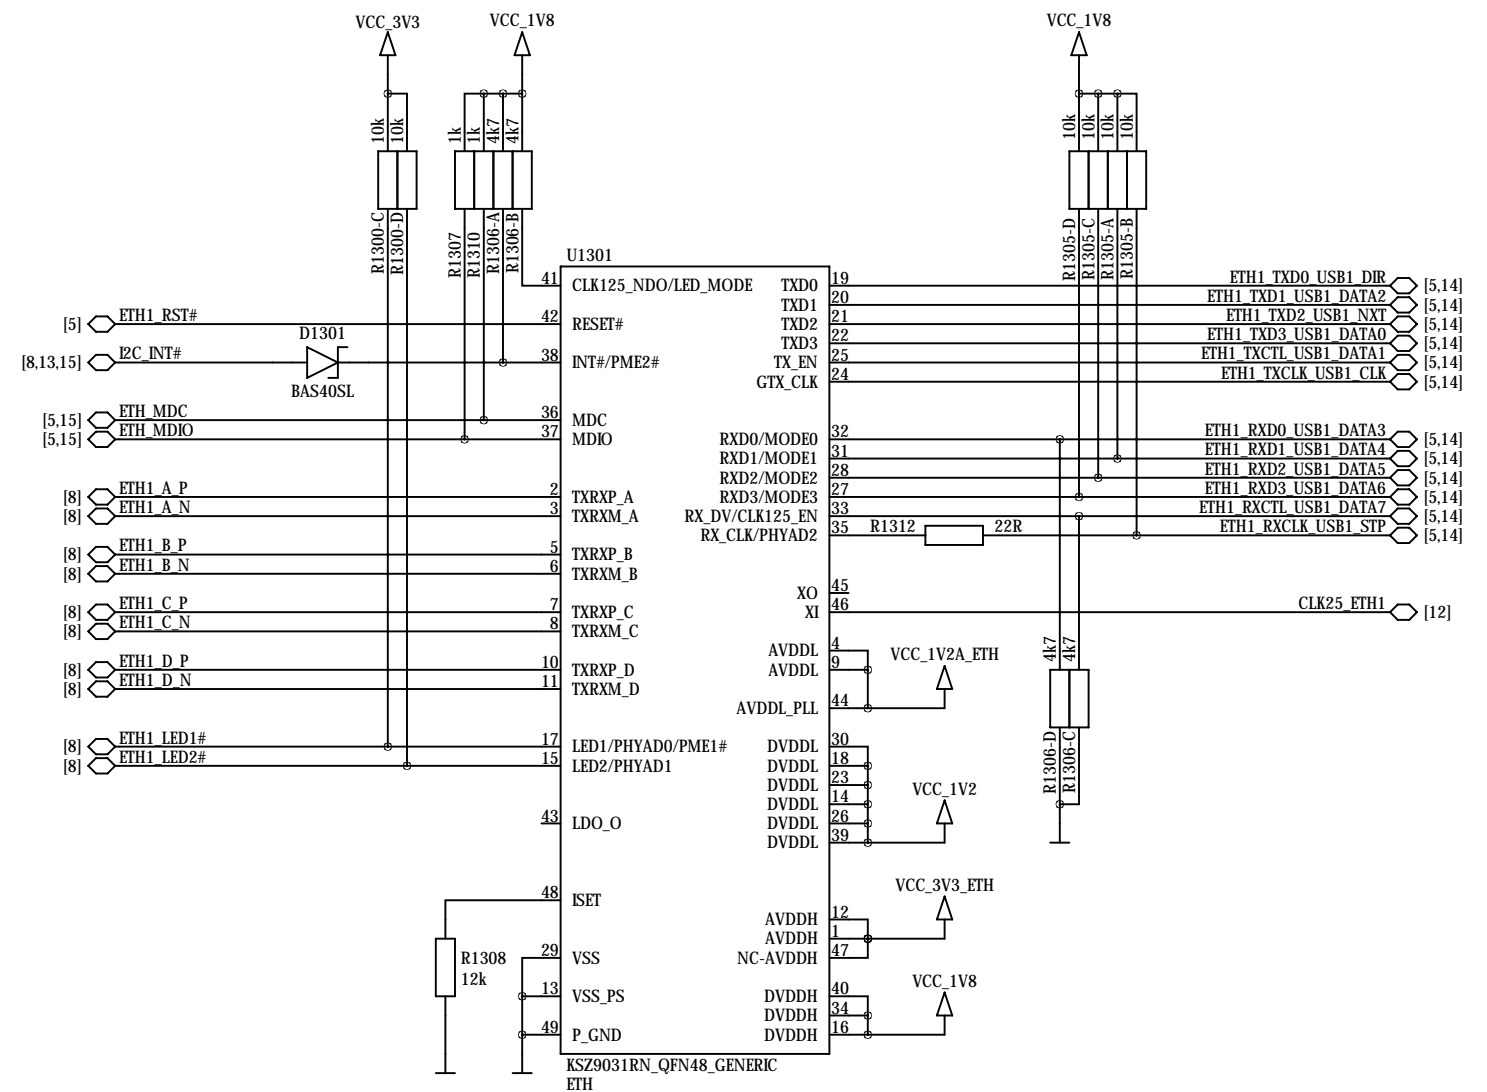 VCC_3V3
VCC_1V8
VCC_1V8
10k
10k
1k
1k
4k7
4k7
10k
10k
10k
10k
R1300-C
R1300-D
R1307
R1310
R1306-A
R1306-B
R1305-D
R1305-C
R1305-A
R1305-B
U1301
41 CLK125_NDO/LED_MODE
TXD0 19 ETH1_TXD0_USB1_DIR [5,14]
TXD1 20 ETH1_TXD1_USB1_DATA2 [5,14]
[5] ETH1_RST# 42 RESET#
TXD2 21 ETH1_TXD2_USB1_NXT [5,14]
D1301
TXD3 22 ETH1_TXD3_USB1_DATA0 [5,14]
[8,13,15] I2C_INT# 38 INT#/PME2#
TX_EN 25 ETH1_TXCTL_USB1_DATA1 [5,14]
BAS40SL
GTX_CLK 24 ETH1_TXCLK_USB1_CLK [5,14]
[5,15] ETH_MDC 36 MDC
[5,15] ETH_MDIO 37 MDIO
RXD0/MODE0 32 ETH1_RXD0_USB1_DATA3 [5,14]
RXD1/MODE1 31 ETH1_RXD1_USB1_DATA4 [5,14]
RXD2/MODE2 28 ETH1_RXD2_USB1_DATA5 [5,14]
[8] ETH1_A_P 2 TXRXP_A
RXD3/MODE3 27 ETH1_RXD3_USB1_DATA6 [5,14]
[8] ETH1_A_N 3 TXRXM_A
RX_DV/CLK125_EN 33 ETH1_RXCTL_USB1_DATA7 [5,14]
RX_CLK/PHYAD2 35 R1312 22R ETH1_RXCLK_USB1_STP [5,14]
[8] ETH1_B_P 5 TXRXP_B
[8] ETH1_B_N 6 TXRXM_B
XO 45
[8] ETH1_C_P 7 TXRXP_C
XI 46 CLK25_ETH1 [12]
[8] ETH1_C_N 8 TXRXM_C
AVDDL 4
VCC_1V2A_ETH
4k7
4k7
[8] ETH1_D_P 10 TXRXP_D
AVDDL 9
[8] ETH1_D_N 11 TXRXM_D
AVDDL_PLL 44
[8] ETH1_LED1# 17 LED1/PHYAD0/PME1#
DVDDL 30
[8] ETH1_LED2# 15 LED2/PHYAD1
DVDDL 18
R1306-D
R1306-C
DVDDL 23
VCC_1V2
DVDDL 14
43 LDO_O
DVDDL 26
DVDDL 39
VCC_3V3_ETH
48 ISET
AVDDH 12
AVDDH 1
29 VSS
NC-AVDDH 47
R1308
12k
VCC_1V8
13 VSS_PS
DVDDH 40
DVDDH 34
49 P_GND
DVDDH 16
KSZ9031RN_QFN48_GENERIC
ETH